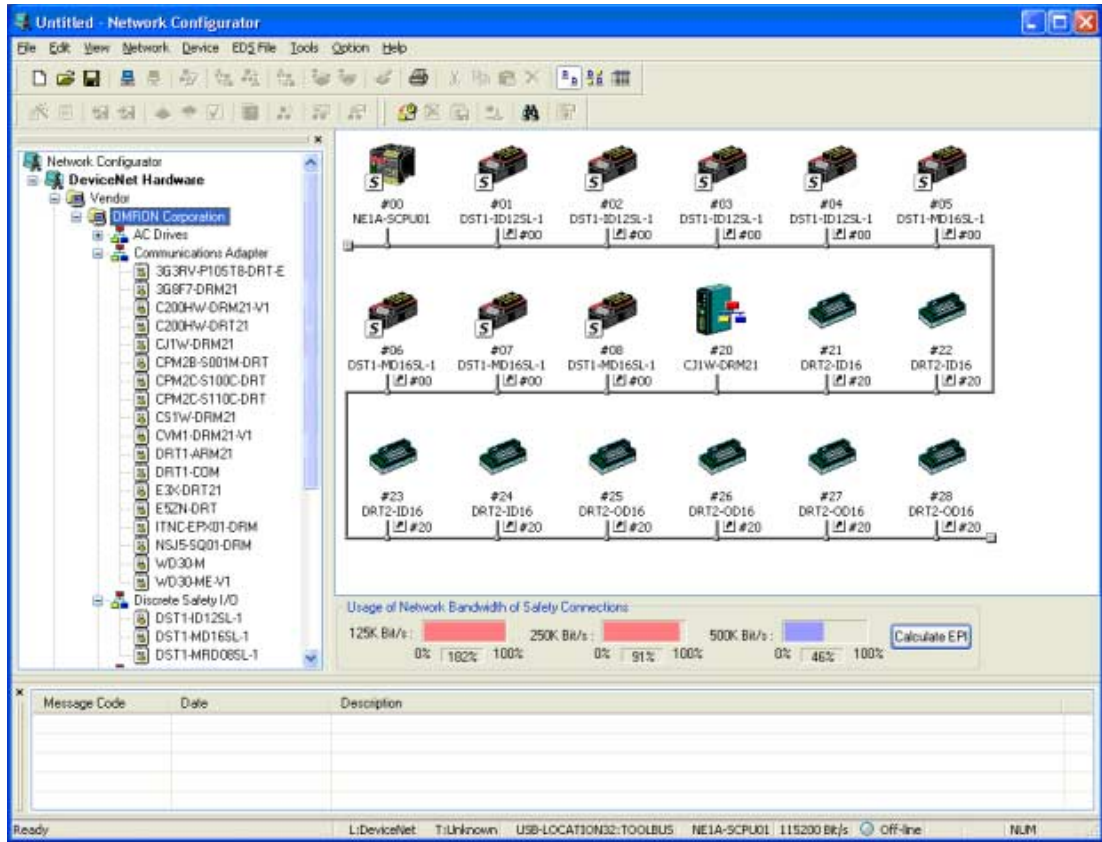 Untitled - Network Configurator
File Edit View Network Device EDS File Tools Option Help
Network Configurator
DeviceNet Hardware
Vendor
OMRON Corporation
AC Drives
Communications Adapter
3G3RV-P10ST8-DRT-E
3G8F7-DRM21
C200HW-DRM21-V1
C200HW-DRT21
CJ1W-DRM21
CPM2B-S001M-DRT
CPM2C-S100C-DRT
CPM2C-S110C-DRT
CS1W-DRM21
CVM1-DRM21-V1
DRT1-ARM21
DRT1-COM
E3X-DRT21
E5ZN-DRT
ITNC-EPX01-DRM
NSJ5-SQ01-DRM
WD30-M
WD30-ME-V1
Discrete Safety I/O
DST1-ID12SL-1
DST1-MD16SL-1
DST1-MRD08SL-1
#00 #01 #02 #03 #04 #05
NE1A-SCPU01 DST1-ID12SL-1 DST1-ID12SL-1 DST1-ID12SL-1 DST1-ID12SL-1 DST1-MD16SL-1
#00 #00 #00 #00 #00
#06 #07 #08 #20 #21 #22
DST1-MD16SL-1 DST1-MD16SL-1 DST1-MD16SL-1 CJ1W-DRM21 DRT2-ID16 DRT2-ID16
#00 #00 #00 #20 #20
#23 #24 #25 #26 #27 #28
DRT2-ID16 DRT2-ID16 DRT2-OD16 DRT2-OD16 DRT2-OD16 DRT2-OD16
#20 #20 #20 #20 #20 #20
Usage of Network Bandwidth of Safety Connections
125K Bit/s : 250K Bit/s : 500K Bit/s : Calculate EPI
0% 182% 100% 0% 91% 100% 0% 46% 100%
Message Code Date Description
Ready L:DeviceNet T:Unknown USB-LOCATION32:TOOLBUS NE1A-SCPU01 115200 Bit/s Off-line NUM